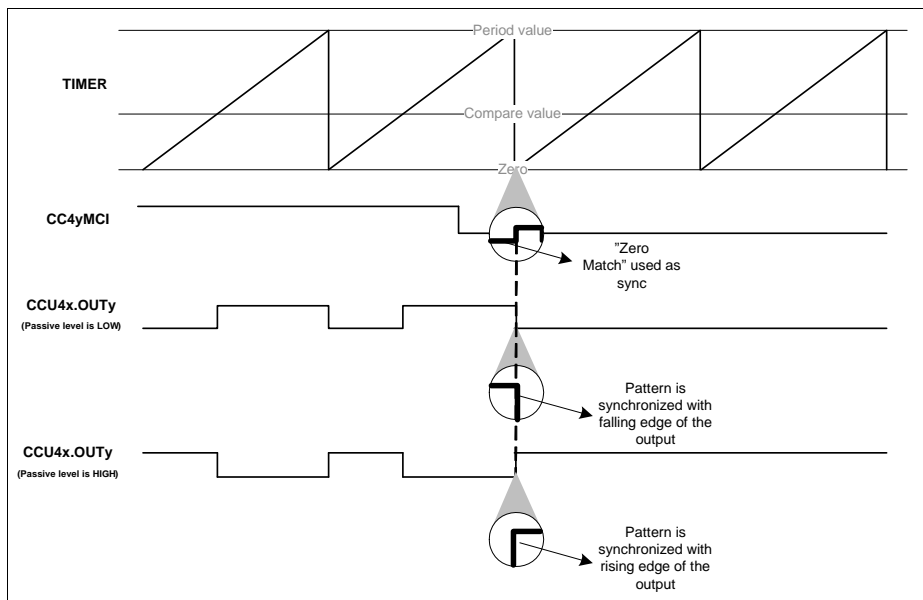 Period value
TIMER
Compare value
Zero
CC4yMCI
"Zero
Match" used as
sync
CCU4x.OUTy
(Passive level is LOW)
Pattern is
synchronized with
falling edge of the
output
CCU4x.OUTy
(Passive level is HIGH)
Pattern is
synchronized with
rising edge of the
output